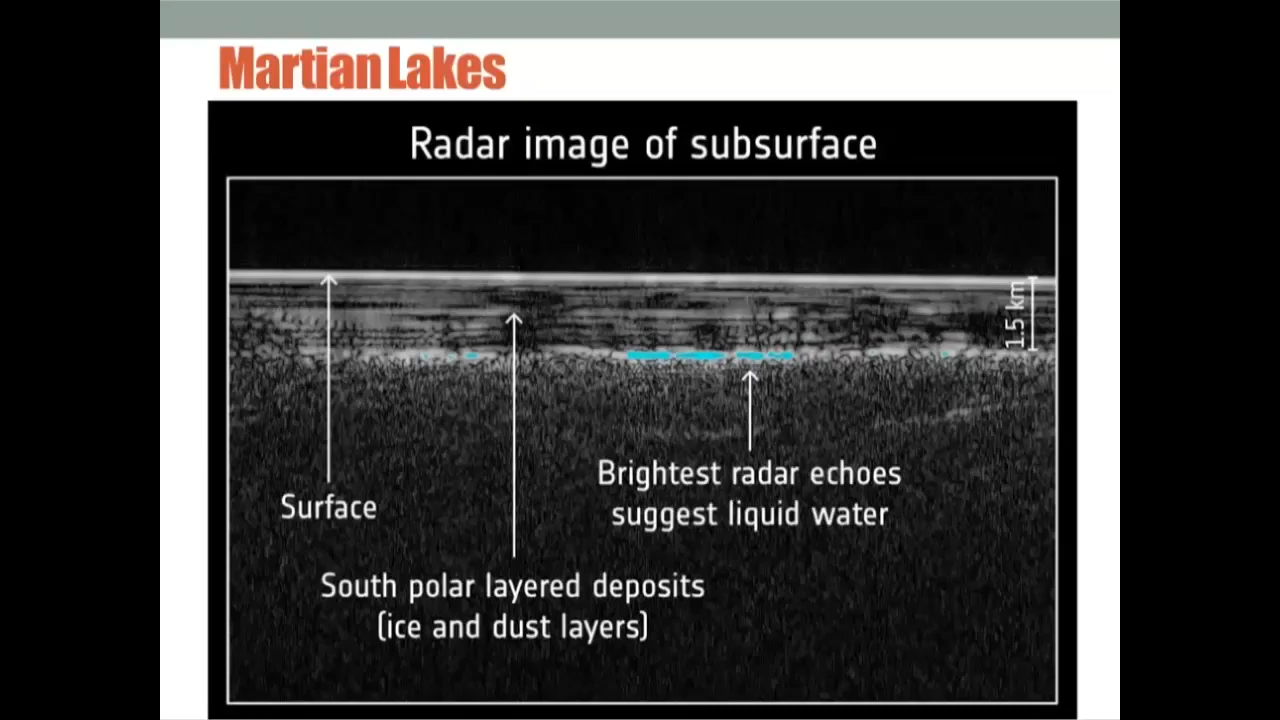 Martian Lakes
Radar image of subsurface
1.5 km
Brightest radar echoes
suggest liquid water
Surface
South polar layered deposits
(ice and dust layers)